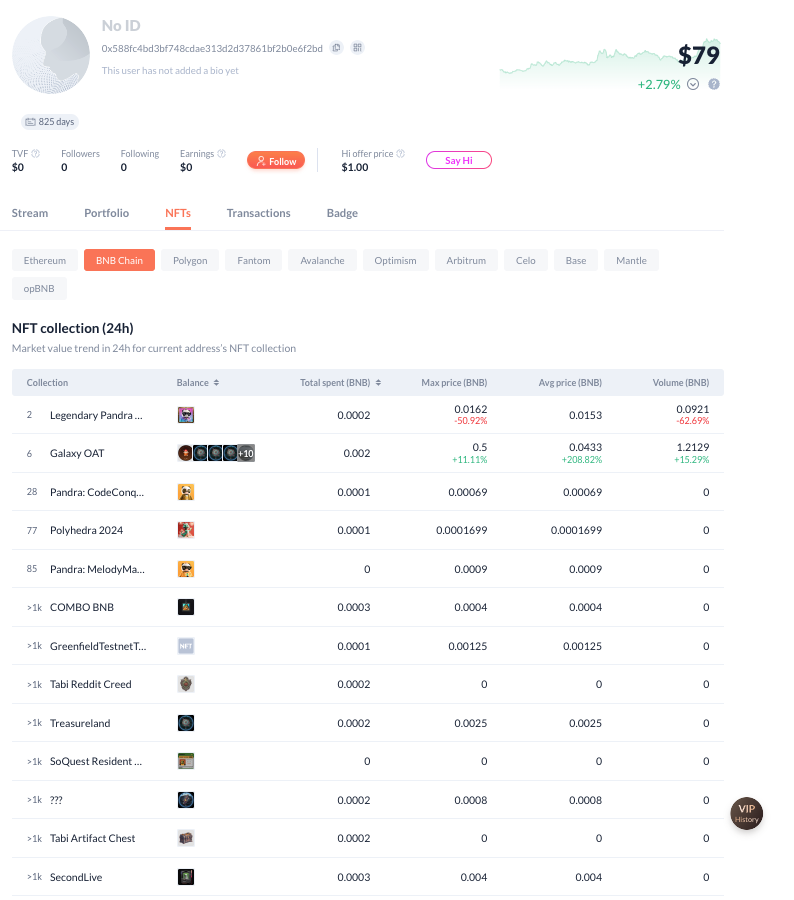 No ID
0x588fc4bd3bf748cdae313d2d37861bf2b0e6f2bd
This user has not added a bio yet
$79
+2.79% ?
825 days
TVF ? Followers Following Earnings ? Follow Hi offer price ? Say Hi
$0 0 0 $0 $1.00
Stream Portfolio NFTs Transactions Badge
Ethereum BNB Chain Polygon Fantom Avalanche Optimism Arbitrum Celo Base Mantle
opBNB
NFT collection (24h)
Market value trend in 24h for current address's NFT collection
Collection Balance Total spent (BNB) Max price (BNB) Avg price (BNB) Volume (BNB)
2 Legendary Pandra ... 0.0002 0.0162 0.0153 0.0921
-50.92% -62.69%
6 Galaxy OAT +10 0.002 0.5 0.0433 1.2129
+11.11% +208.82% +15.29%
28 Pandra: CodeConq... 0.0001 0.00069 0.00069 0
77 Polyhedra 2024 0.0001 0.0001699 0.0001699 0
85 Pandra: MelodyMa... 0 0.0009 0.0009 0
>1k COMBO BNB 0.0003 0.0004 0.0004 0
>1k GreenfieldTestnetT... NFT 0.0001 0.00125 0.00125 0
>1k Tabi Reddit Creed 0.0002 0 0 0
>1k Treasureland 0.0002 0.0025 0.0025 0
>1k SoQuest Resident ... 0 0 0 0
>1k ??? 0.0002 0.0008 0.0008 0
VIP
History
>1k Tabi Artifact Chest 0.0002 0 0 0
>1k SecondLive 0.0003 0.004 0.004 0